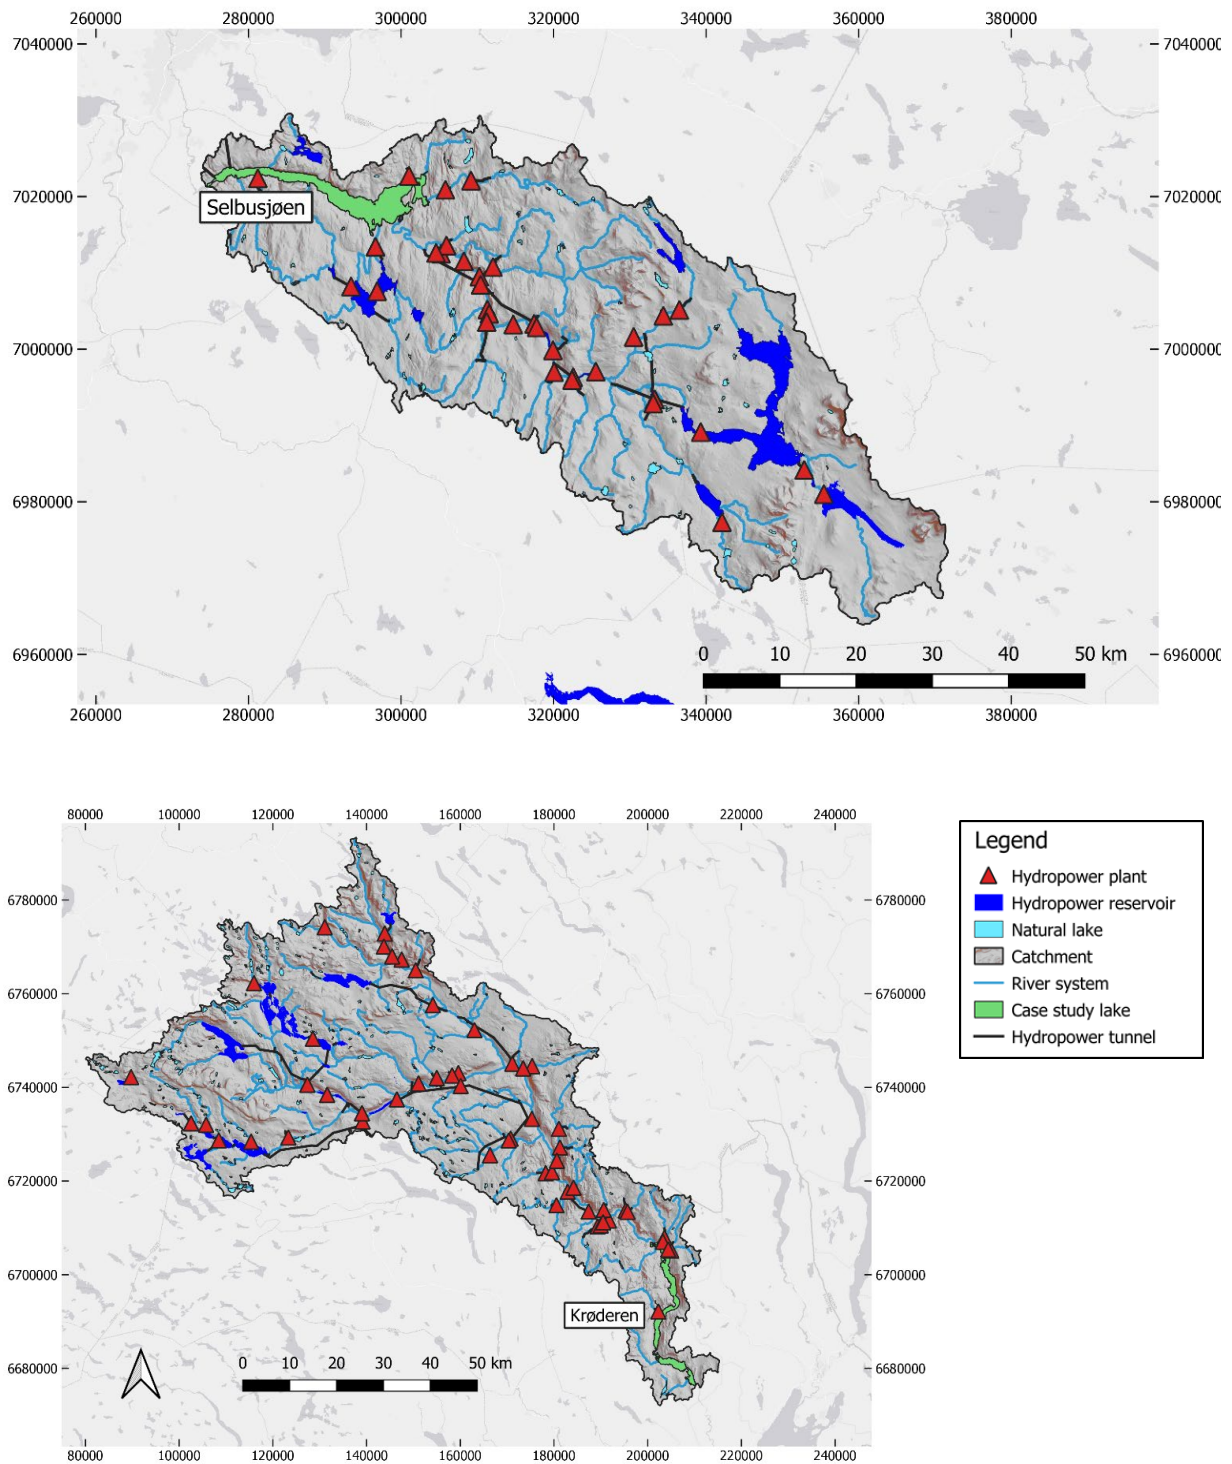 260000 280000 300000 320000 340000 360000 380000
7040000 7040000
7020000 7020000
Selbusjøen
7000000 7000000
6980000 6980000
6960000 6960000
0 10 20 30 40 50 km
260000 280000 300000 320000 340000 360000 380000
80000 100000 120000 140000 160000 180000 200000 220000 240000
Legend
Hydropower plant
Hydropower reservoir
Natural lake
Catchment
River system
Case study lake
Hydropower tunnel
6780000 6780000
6760000 6760000
6740000 6740000
6720000 6720000
6700000 6700000
Krøderen
6680000 6680000
0 10 20 30 40 50 km
80000 100000 120000 140000 160000 180000 200000 220000 240000